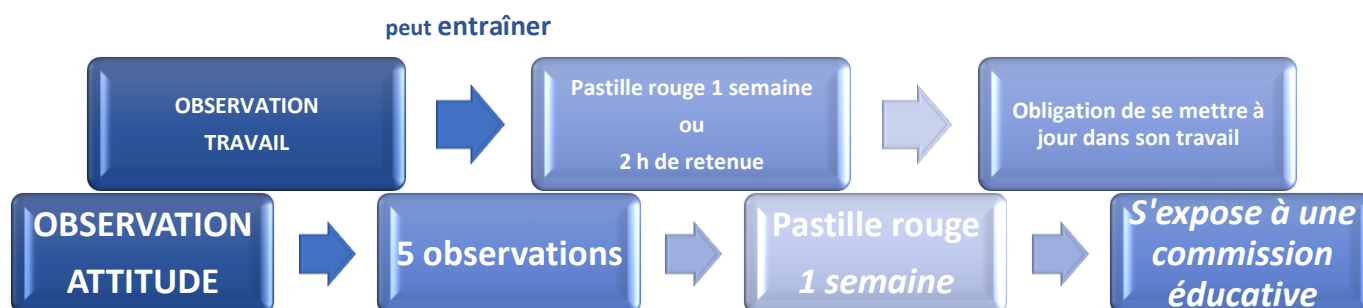 peut entraîner
OBSERVATION
TRAVAIL
Pastille rouge 1 semaine
ou
2 h de retenue
Obligation de se mettre à
jour dans son travail
OBSERVATION
ATTITUDE
5 observations
Pastille rouge
1 semaine
S'expose à une
commission
éducative